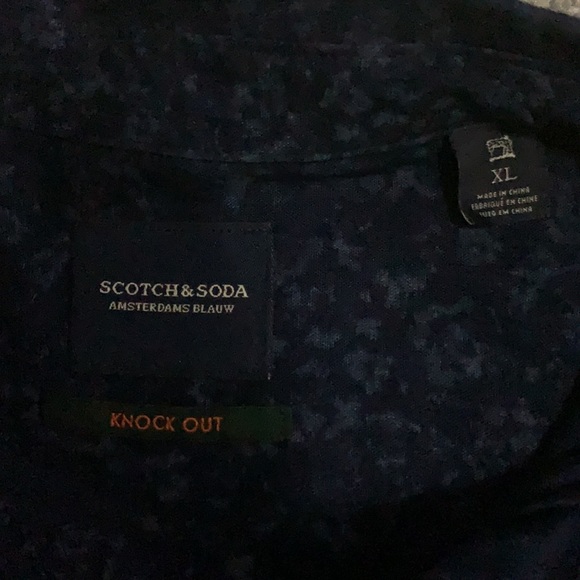 SCOTCH & SODA
AMSTERDAMS BLAUW
KNOCK OUT
XL
MADE IN CHINA
FABRIQUÉ EN CHINE